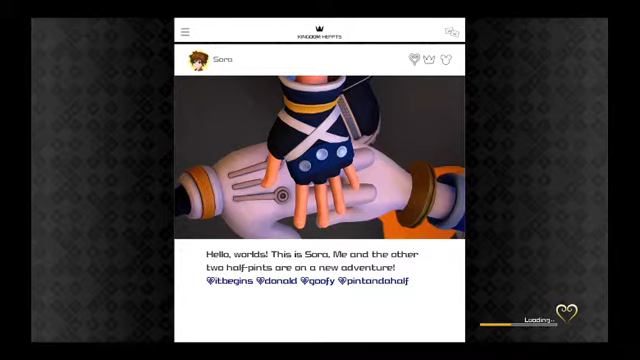 KINGDOM HEARTS
Sora
Hello, worlds! This is Sora. Me and the other
two half-pints are on a new adventure!
itbegins donald goofy pintandahalf
Loading..